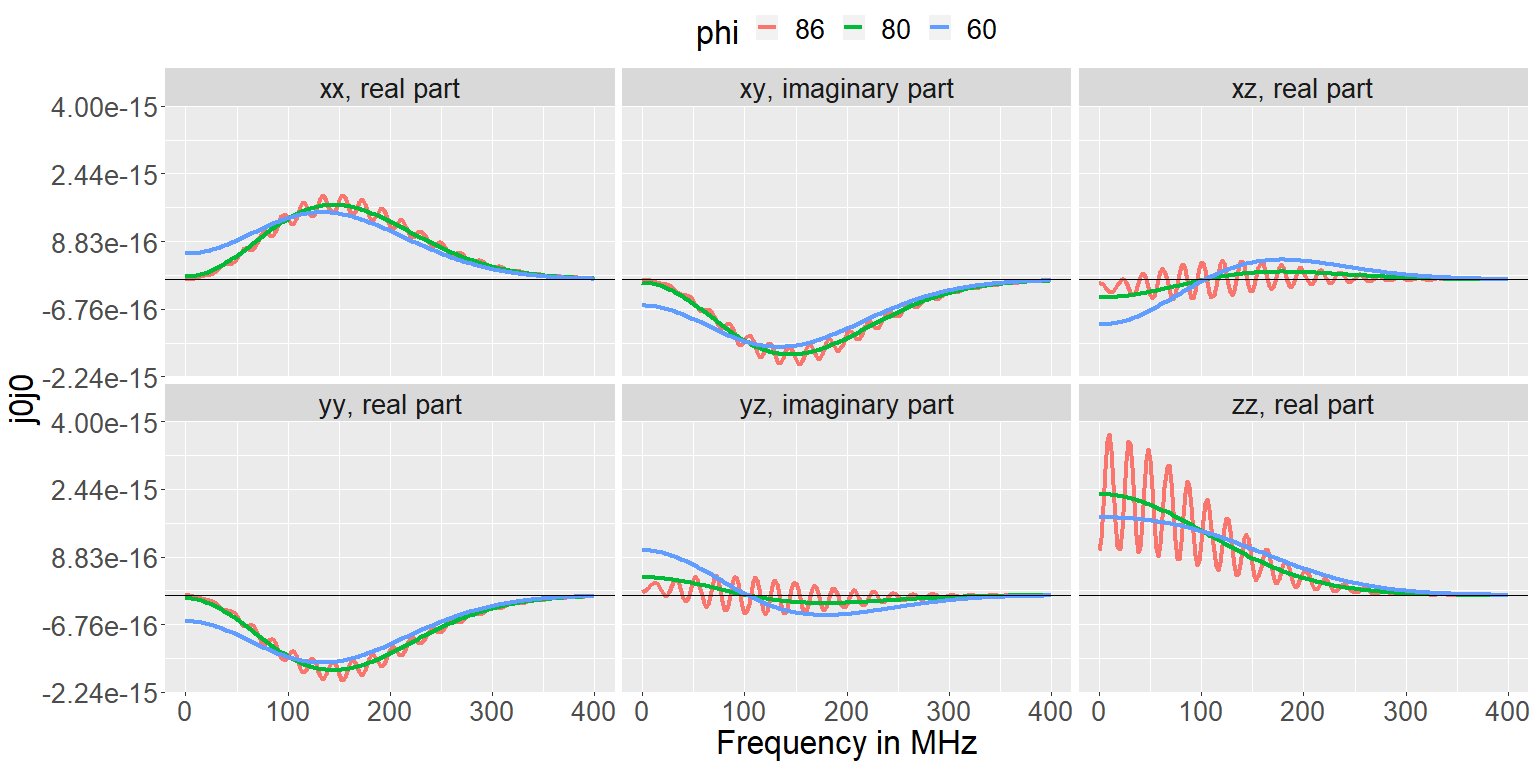 phi 86 80 60
xx, real part
xy, imaginary part
xz, real part
4.00e-15
2.44e-15
8.83e-16
-6.76e-16
-2.24e-15
yy, real part
yz, imaginary part
zz, real part
4.00e-15
2.44e-15
8.83e-16
-6.76e-16
-2.24e-15
j0j0
0 100 200 300 400
0 100 200 300 400
0 100 200 300 400
Frequency in MHz